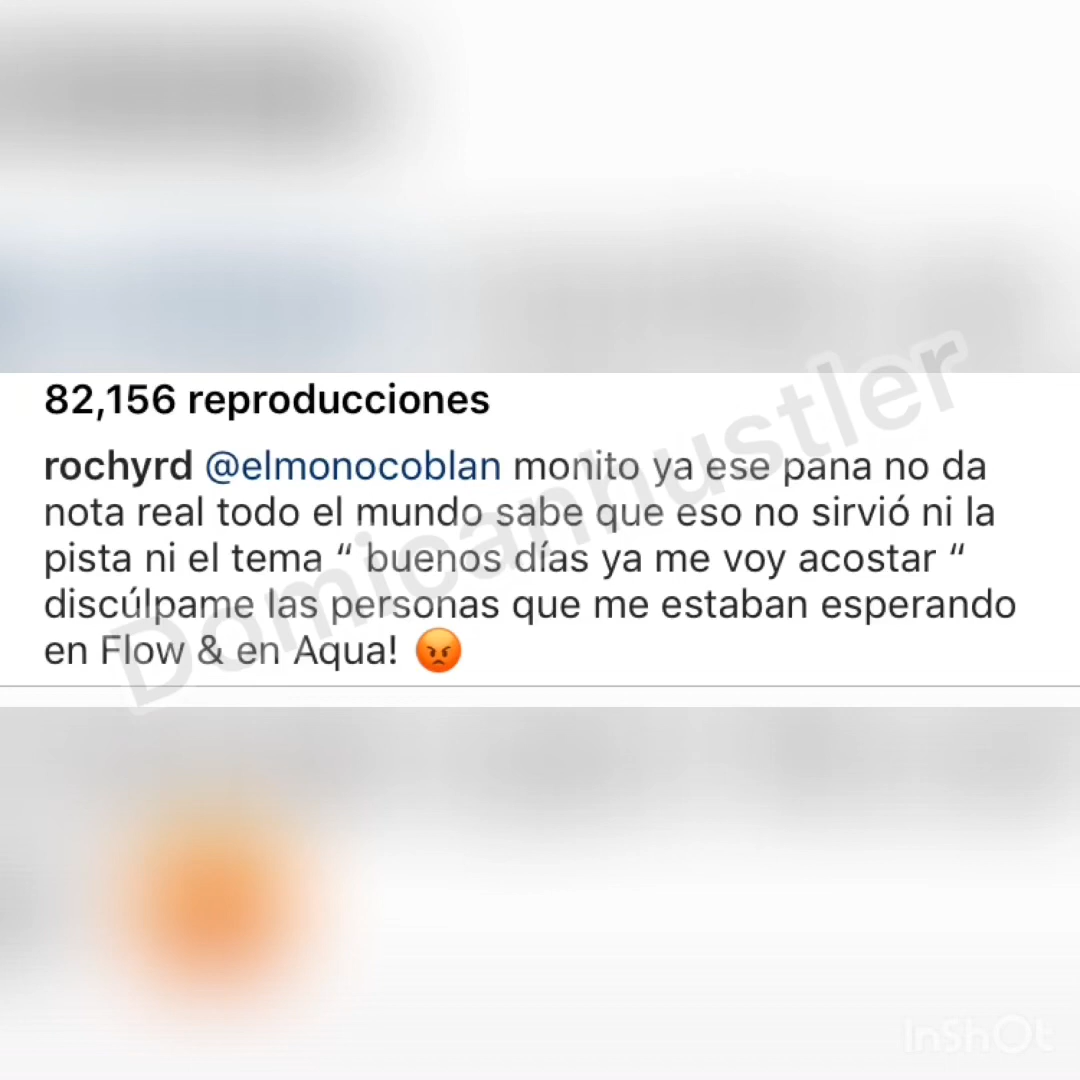 82,156 reproducciones
rochyrd @elmonocoblan monito ya ese pana no da
nota real todo el mundo sabe que eso no sirvió ni la
pista ni el tema “ buenos días ya me voy acostar “
discúlpame las personas que me estaban esperando
en Flow & en Aqua! 😡
Domicanhustler
InShOt